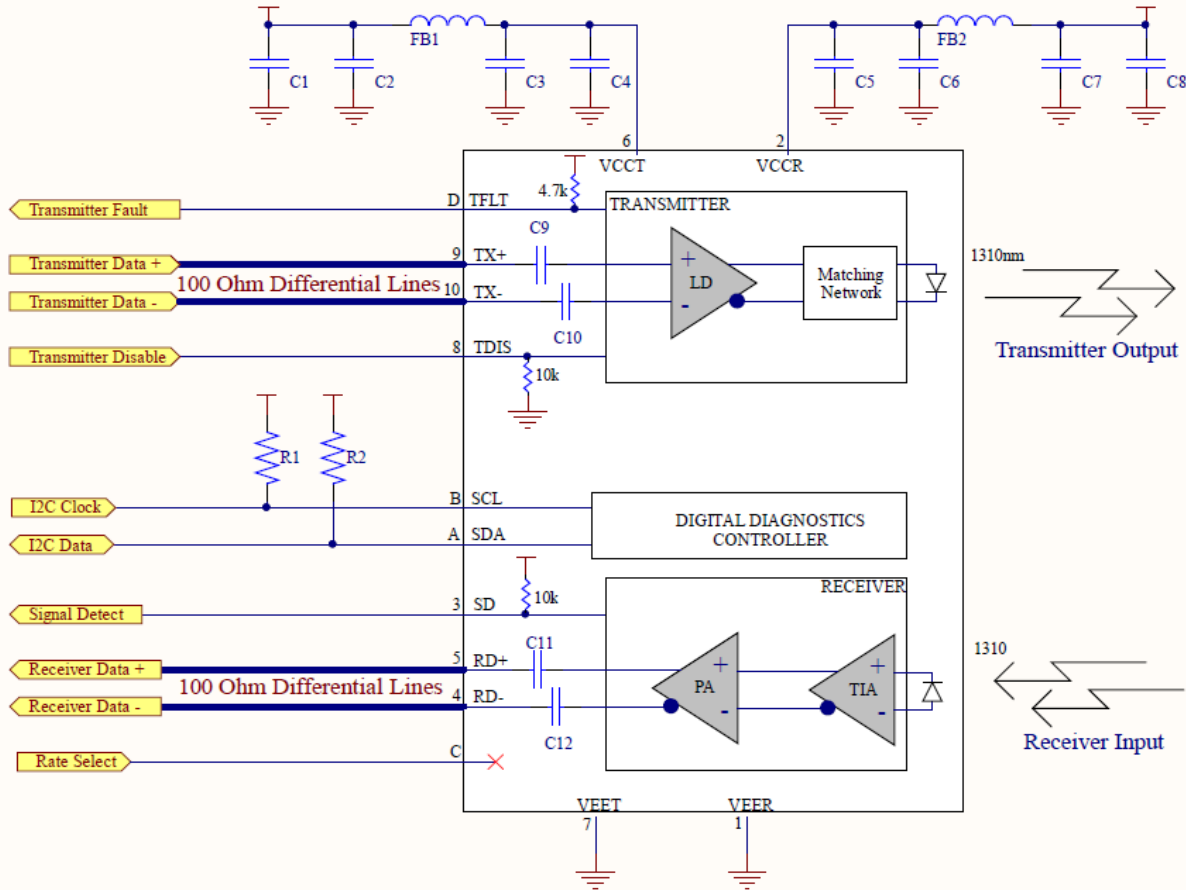 FB1
FB2
C1
C2
C3
C4
C5
C6
C7
C8
6
2
VCCT
VCCR
4.7k
Transmitter Fault
D
TFLT
TRANSMITTER
C9
Transmitter Data +
9
TX+
100 Ohm Differential Lines
+
LD
-
Matching
Network
1310nm
Transmitter Data -
10
TX-
C10
Transmitter Output
Transmitter Disable
8
TDIS
10k
R1
R2
I2C Clock
B
SCL
DIGITAL DIAGNOSTICS
CONTROLLER
I2C Data
A
SDA
10k
RECEIVER
Signal Detect
3
SD
C11
Receiver Data +
5
RD+
100 Ohm Differential Lines
+
PA
-
+
TIA
-
1310
Receiver Data -
4
RD-
C12
Receiver Input
Rate Select
C
VEET
7
VEER
1